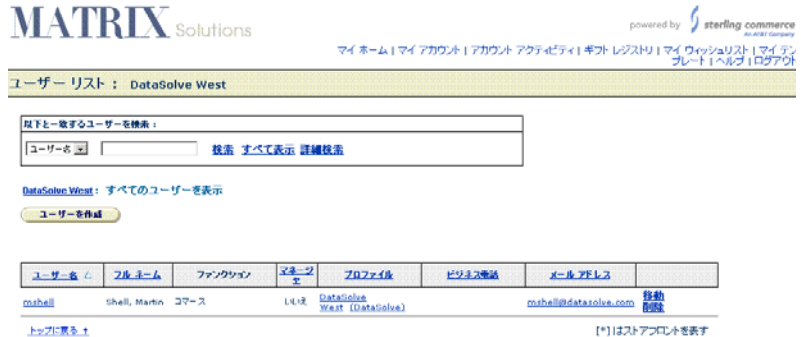 MATRIX Solutions
powered by sterling commerce
An AT&T Company
マイ ホーム | マイ アカウント | アカウント アクティビティ | ギフト レジストリ | マイ ウィッシュリスト | マイ テン
プレート | ヘルプ | ログアウト
ユーザー リスト : DataSolve West
以下と一致するユーザーを検索 :
ユーザー名 検索 すべて表示 詳細検索
DataSolve West : すべてのユーザーを表示
ユーザーを作成
ユーザー名 フル ネーム ファンクション マネージャ プロファイル ビジネス電話 メール アドレス
mshell Shell, Martin コマース いいえ DataSolve West (DataSolve) mshell@datasolve.com 移動 削除
トップに戻る ↑ [*] はストアフロントを表す